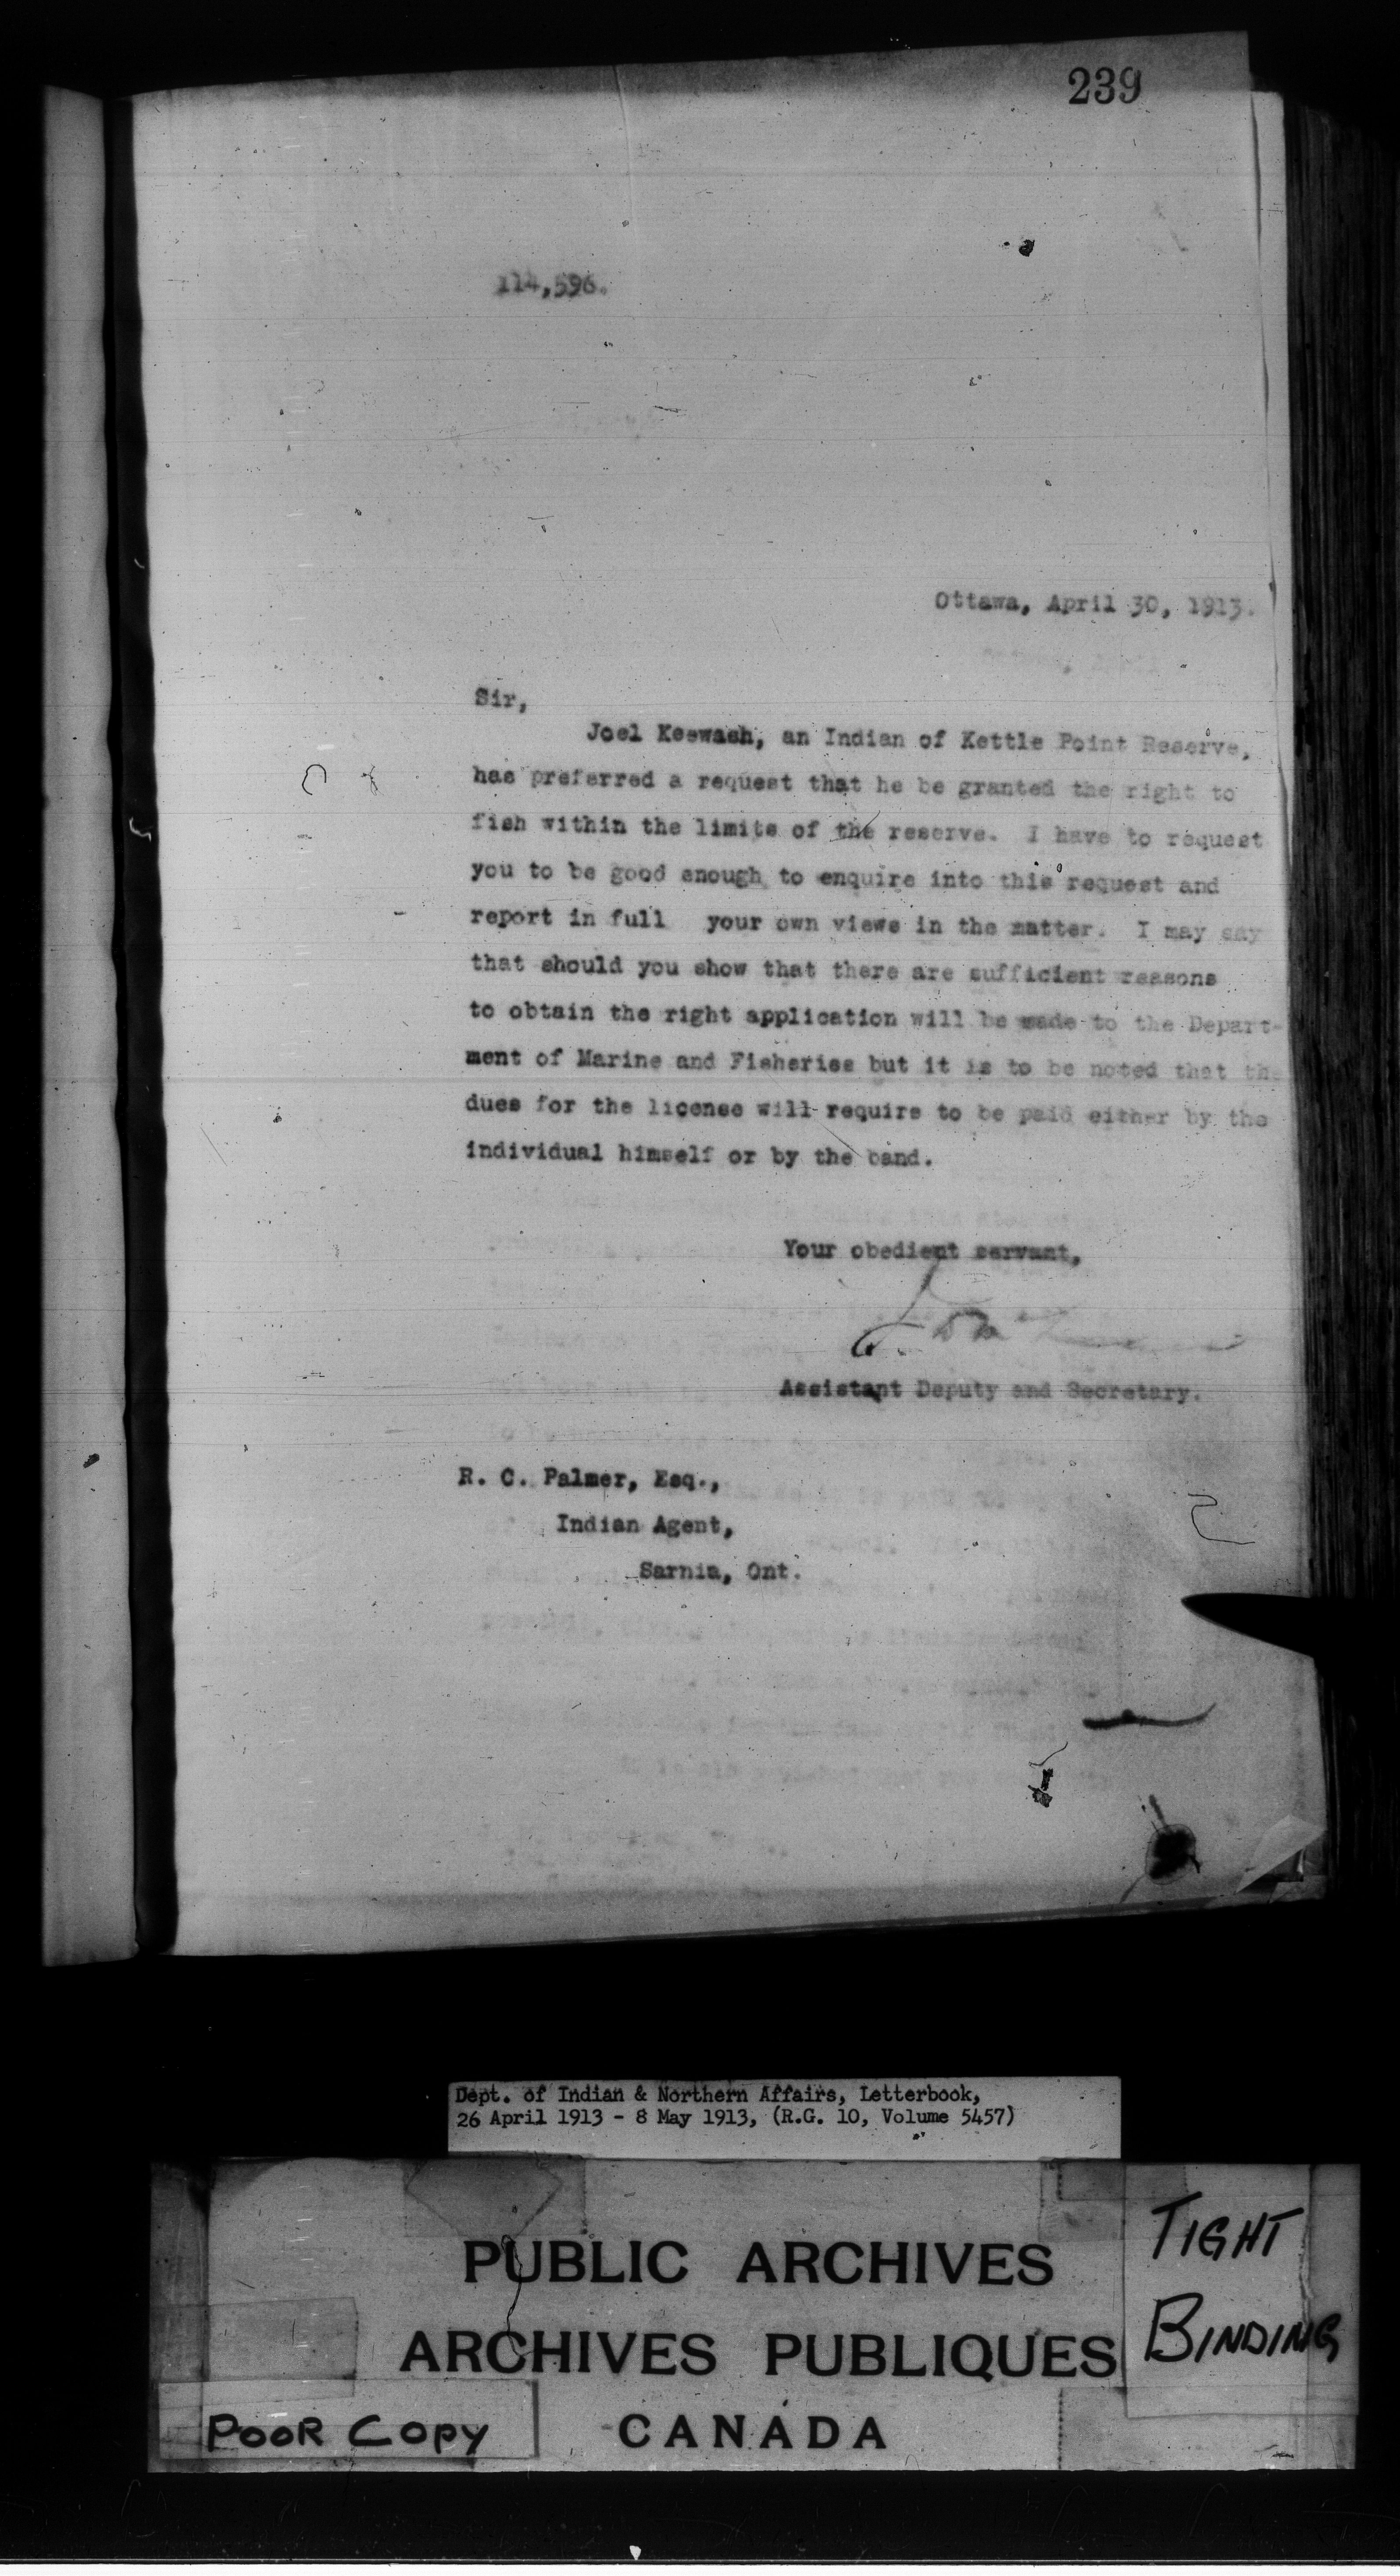 239
114,596.
Ottawa, April 30, 1913.
Sir,
Joel Keewash, an Indian of Kettle Point Reserve,
has preferred a request that he be granted the right to
fish within the limits of the reserve. I have to request
you to be good enough to enquire into this request and
report in full your own views in the matter. I may say
that should you show that there are sufficient reasons
to obtain the right application will be made to the Depart-
ment of Marine and Fisheries but it is to be noted that the
dues for the license will require to be paid either by the
individual himself or by the band.
Your obedient servant,
Assistant Deputy and Secretary.
R. C. Palmer, Esq.,
Indian Agent,
Sarnia, Ont.
Dept. of Indian & Northern Affairs, Letterbook,
26 April 1913 - 8 May 1913, (R.G. 10, Volume 5457)
PUBLIC ARCHIVES
ARCHIVES PUBLIQUES
CANADA
POOR COPY
TIGHT
BINDING